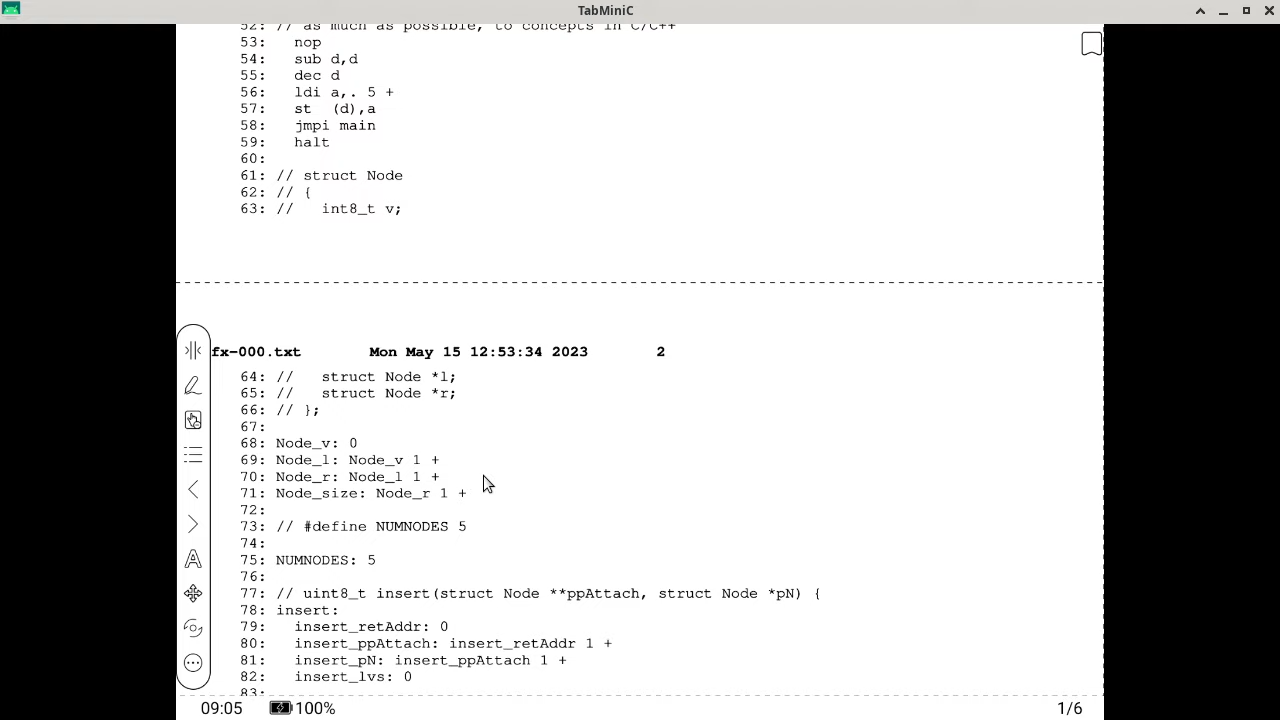 TabMiniC
52: // as much as possible, to concepts in C/C++
53:   nop
54:   sub d,d
55:   dec d
56:   ldi a,. 5 +
57:   st  (d),a
58:   jmpi main
59:   halt
60:
61: // struct Node
62: // {
63: //   int8_t v;
fx-000.txt Mon May 15 12:53:34 2023 2
64: //   struct Node *l;
65: //   struct Node *r;
66: // };
67:
68: Node_v: 0
69: Node_l: Node_v 1 +
70: Node_r: Node_l 1 +
71: Node_size: Node_r 1 +
72:
73: // #define NUMNODES 5
74:
75: NUMNODES: 5
76:
77: // uint8_t insert(struct Node **ppAttach, struct Node *pN) {
78: insert:
79:   insert_retAddr: 0
80:   insert_ppAttach: insert_retAddr 1 +
81:   insert_pN: insert_ppAttach 1 +
82:   insert_lvs: 0
83:
09:05 100% 1/6